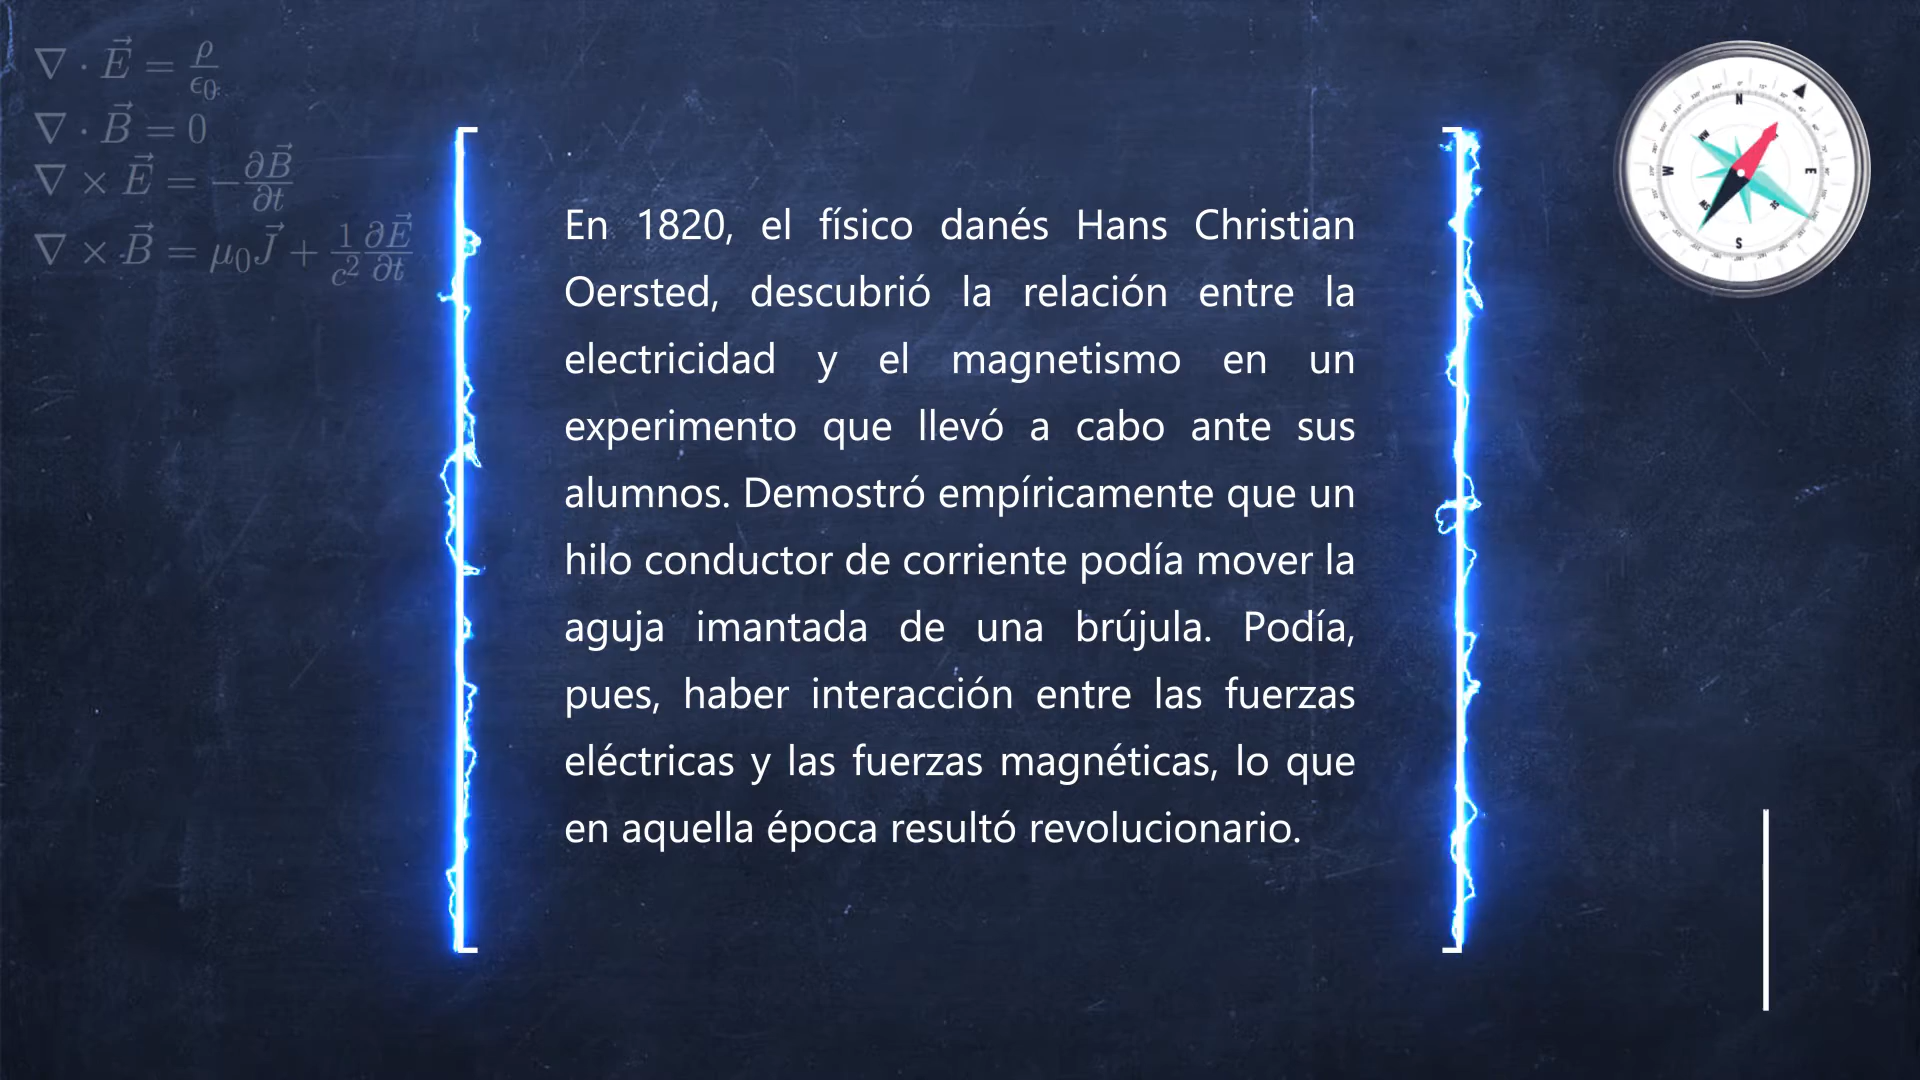 ∇ · E⃗ = ρ/ϵ₀
∇ · B⃗ = 0
∇ × E⃗ = −∂B⃗/∂t
∇ × B⃗ = μ₀J⃗ + 1/c² ∂E⃗/∂t
N
E
S
W
En 1820, el físico danés Hans Christian
Oersted, descubrió la relación entre la
electricidad y el magnetismo en un
experimento que llevó a cabo ante sus
alumnos. Demostró empíricamente que un
hilo conductor de corriente podía mover la
aguja imantada de una brújula. Podía,
pues, haber interacción entre las fuerzas
eléctricas y las fuerzas magnéticas, lo que
en aquella época resultó revolucionario.